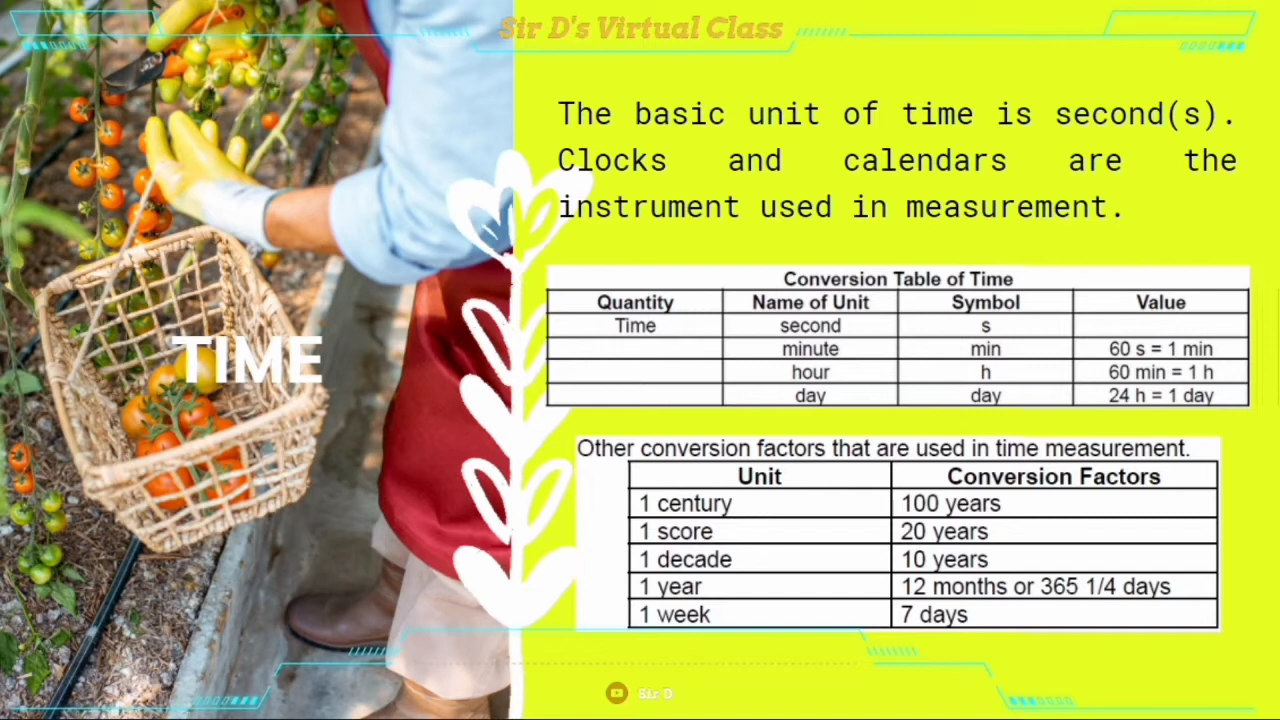 Sir D's Virtual Class
TIME
The basic unit of time is second(s).
Clocks and calendars are the
instrument used in measurement.
Conversion Table of Time
Quantity Name of Unit Symbol Value
Time second s
minute min 60 s = 1 min
hour h 60 min = 1 h
day day 24 h = 1 day
Other conversion factors that are used in time measurement.
Unit Conversion Factors
1 century 100 years
1 score 20 years
1 decade 10 years
1 year 12 months or 365 1/4 days
1 week 7 days
Sir D